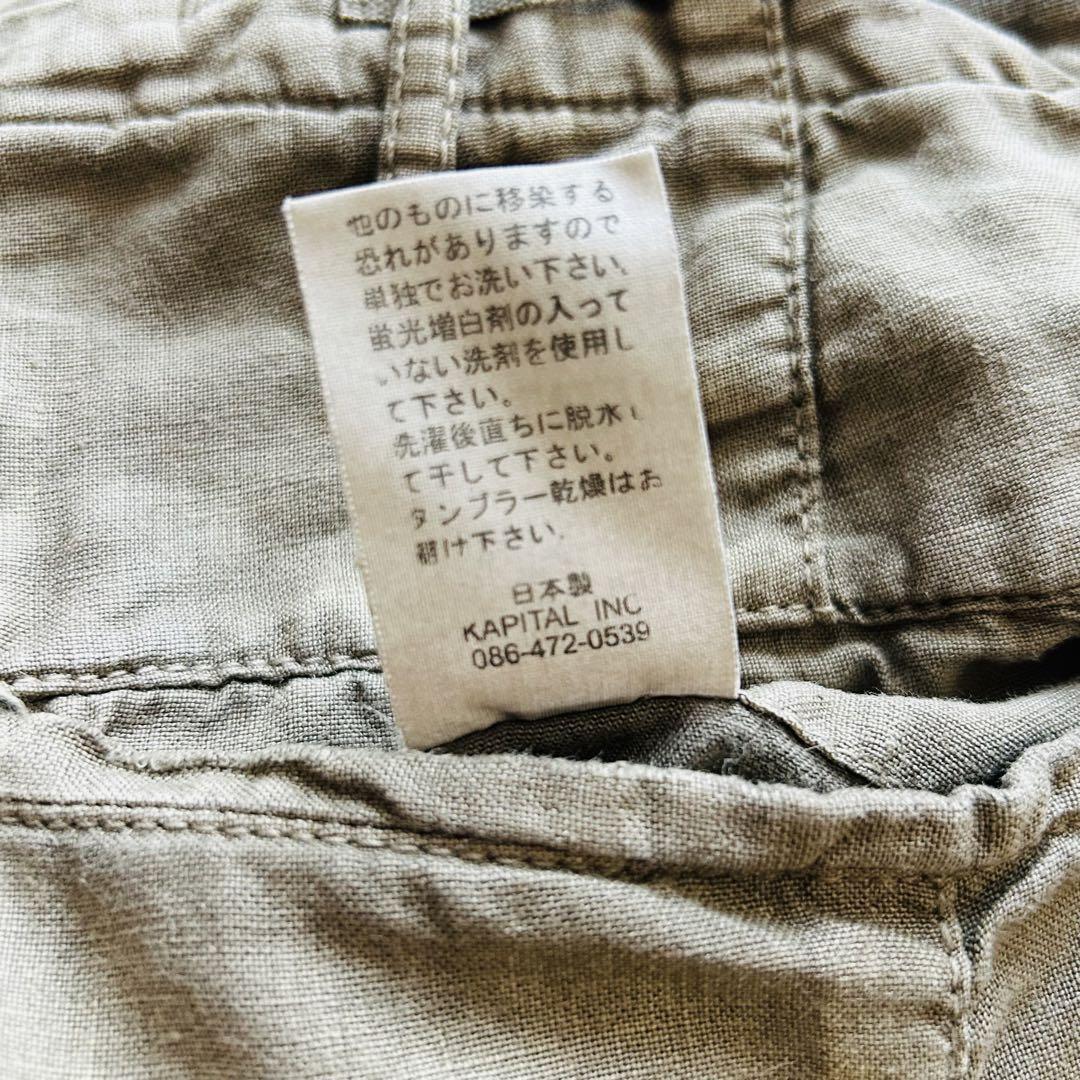 他のものに移染する
恐れがありますので
単独でお洗い下さい。
蛍光増白剤の入って
いない洗剤を使用し
て下さい。
洗濯後直ちに脱水し
て干して下さい。
タンブラー乾燥はお
避け下さい。
日本製
KAPITAL INC
086-472-0539